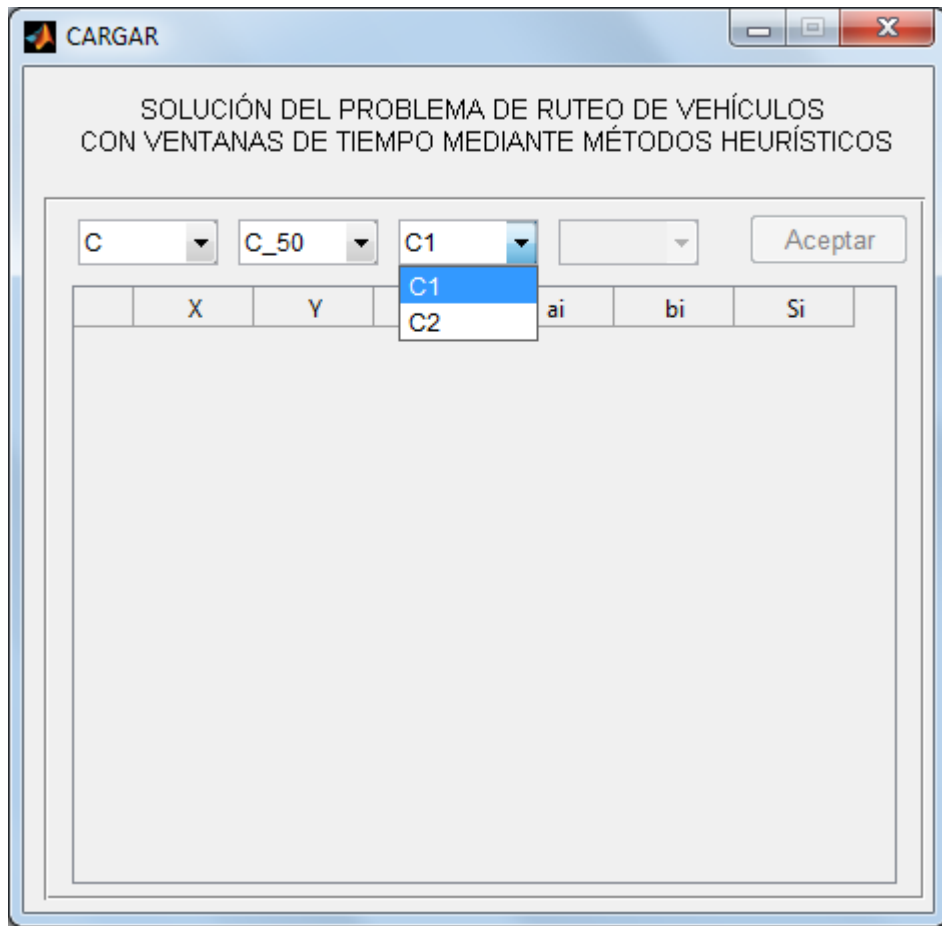 CARGAR
SOLUCIÓN DEL PROBLEMA DE RUTEO DE VEHÍCULOS
CON VENTANAS DE TIEMPO MEDIANTE MÉTODOS HEURÍSTICOS
C C_50 C1 Aceptar
C1
C2
X Y ai bi Si